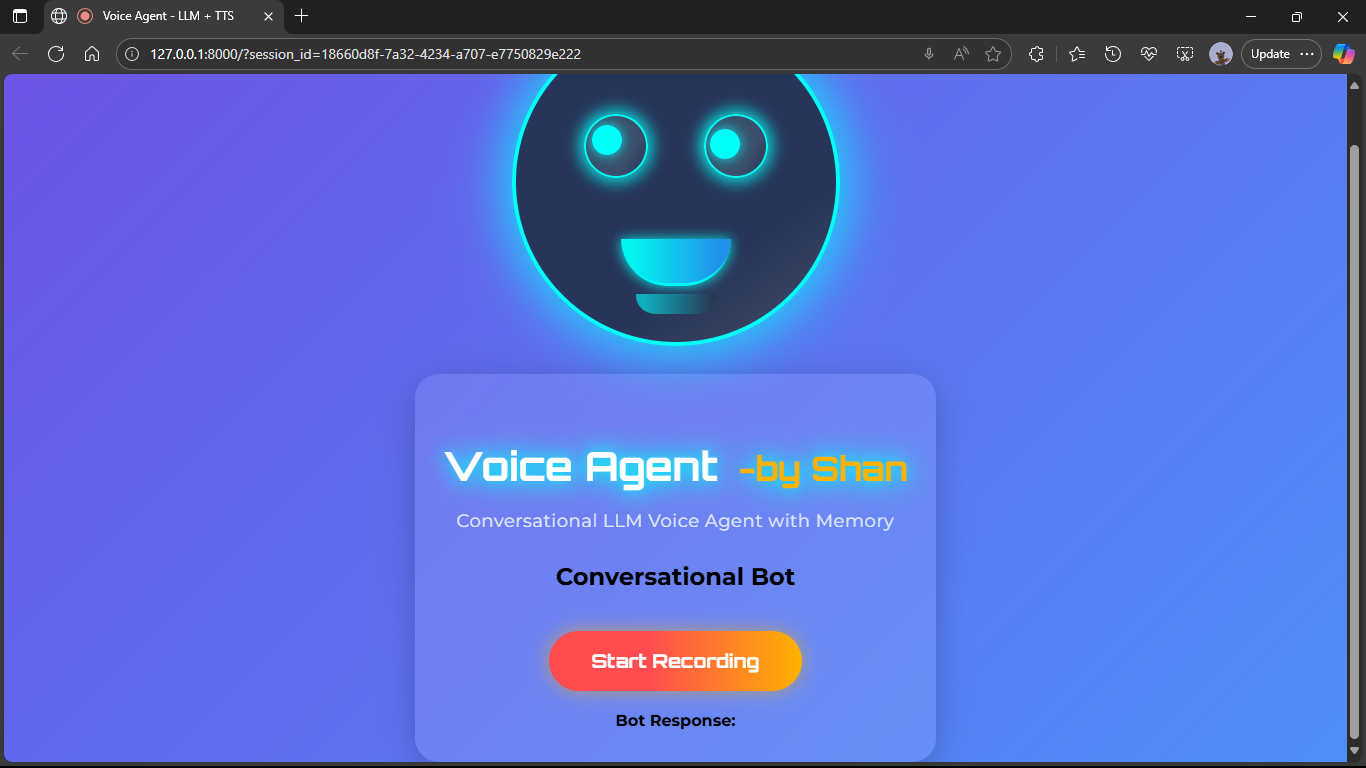 Voice Agent - LLM + TTS
127.0.0.1:8000/?session_id=18660d8f-7a32-4234-a707-e7750829e222
Update
Voice Agent -by Shan
Conversational LLM Voice Agent with Memory
Conversational Bot
Start Recording
Bot Response: